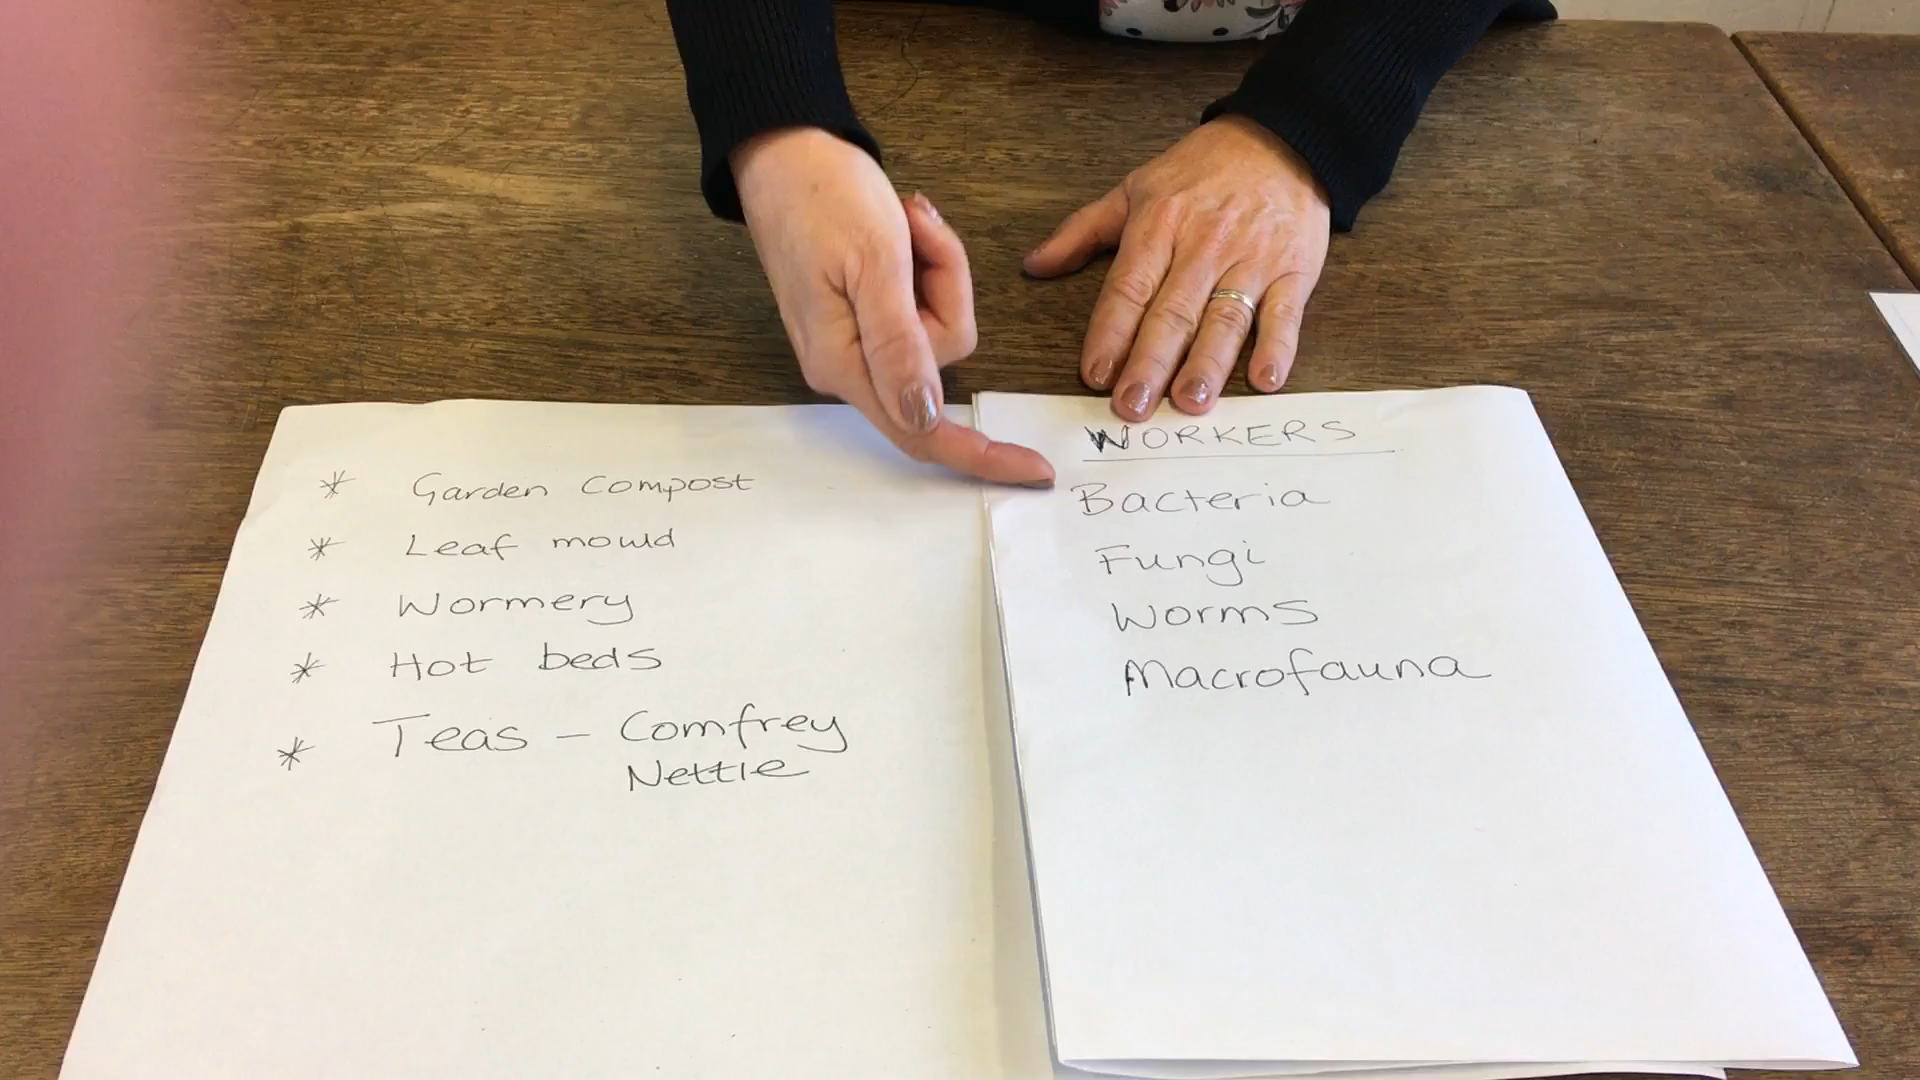 * Garden compost
* Leaf mould
* Wormery
* Hot beds
* Teas - Comfrey
Nettle
WORKERS
Bacteria
Fungi
Worms
Macrofauna